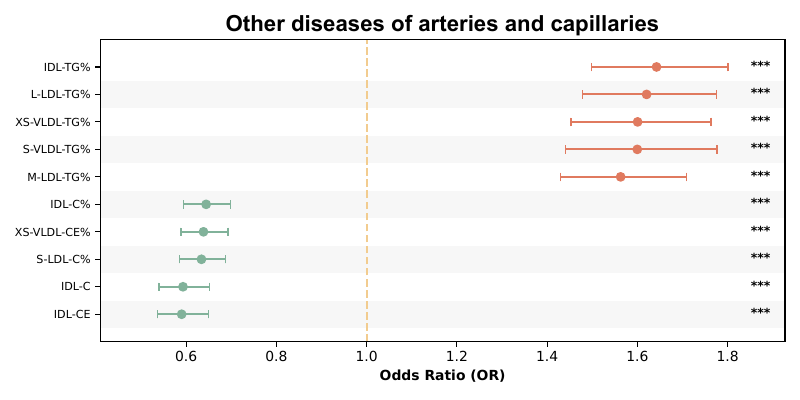 Other diseases of arteries and capillaries
IDL-TG% ***
L-LDL-TG% ***
XS-VLDL-TG% ***
S-VLDL-TG% ***
M-LDL-TG% ***
IDL-C% ***
XS-VLDL-CE% ***
S-LDL-C% ***
IDL-C ***
IDL-CE ***
0.6 0.8 1.0 1.2 1.4 1.6 1.8
Odds Ratio (OR)